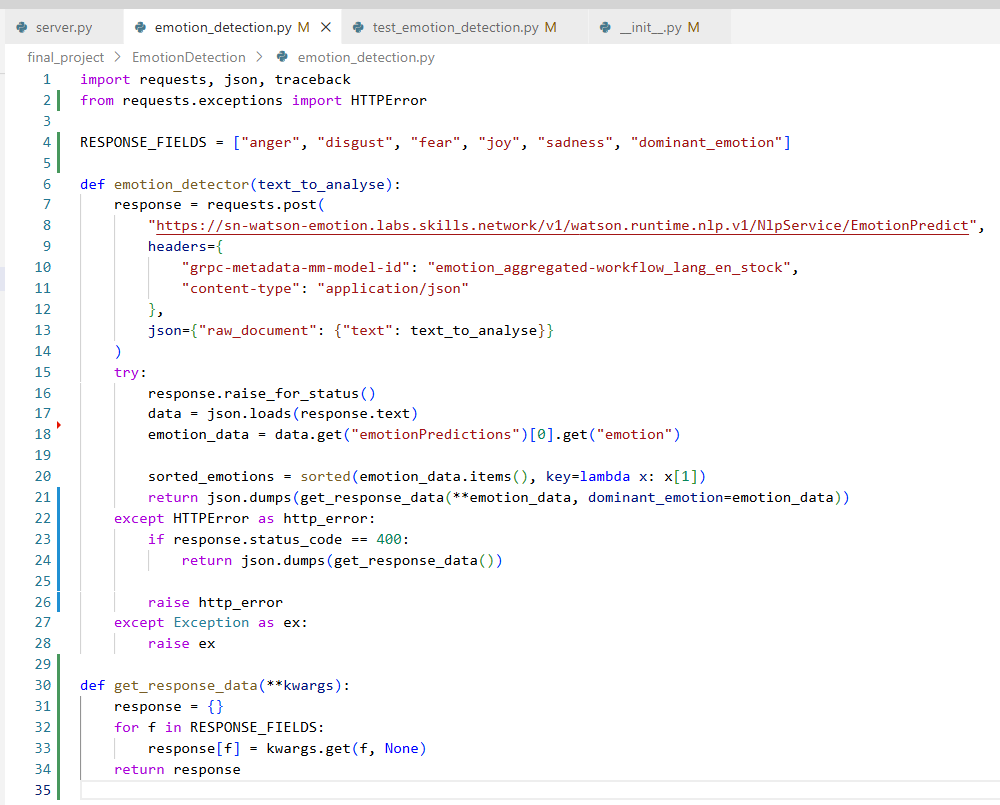 server.py emotion_detection.py M × test_emotion_detection.py M __init__.py M
final_project > EmotionDetection > emotion_detection.py
1 import requests, json, traceback
2 from requests.exceptions import HTTPError
3
4 RESPONSE_FIELDS = ["anger", "disgust", "fear", "joy", "sadness", "dominant_emotion"]
5
6 def emotion_detector(text_to_analyse):
7     response = requests.post(
8         "https://sn-watson-emotion.labs.skills.network/v1/watson.runtime.nlp.v1/NlpService/EmotionPredict",
9         headers={
10             "grpc-metadata-mm-model-id": "emotion_aggregated-workflow_lang_en_stock",
11             "content-type": "application/json"
12         },
13         json={"raw_document": {"text": text_to_analyse}}
14     )
15     try:
16         response.raise_for_status()
17         data = json.loads(response.text)
18         emotion_data = data.get("emotionPredictions")[0].get("emotion")
19
20         sorted_emotions = sorted(emotion_data.items(), key=lambda x: x[1])
21         return json.dumps(get_response_data(**emotion_data, dominant_emotion=emotion_data))
22     except HTTPError as http_error:
23         if response.status_code == 400:
24             return json.dumps(get_response_data())
25
26         raise http_error
27     except Exception as ex:
28         raise ex
29
30 def get_response_data(**kwargs):
31     response = {}
32     for f in RESPONSE_FIELDS:
33         response[f] = kwargs.get(f, None)
34     return response
35